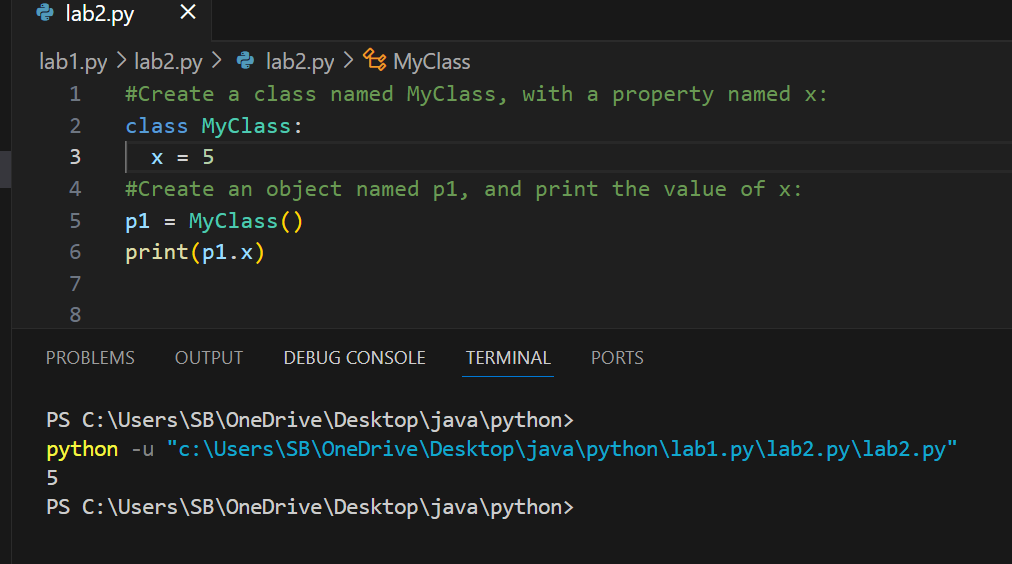 lab2.py ×
lab1.py > lab2.py > lab2.py > MyClass
1 #Create a class named MyClass, with a property named x:
2 class MyClass:
3   x = 5
4 #Create an object named p1, and print the value of x:
5 p1 = MyClass()
6 print(p1.x)
7
8
PROBLEMS OUTPUT DEBUG CONSOLE TERMINAL PORTS
PS C:\Users\SB\OneDrive\Desktop\java\python>
python -u "c:\Users\SB\OneDrive\Desktop\java\python\lab1.py\lab2.py\lab2.py"
5
PS C:\Users\SB\OneDrive\Desktop\java\python>